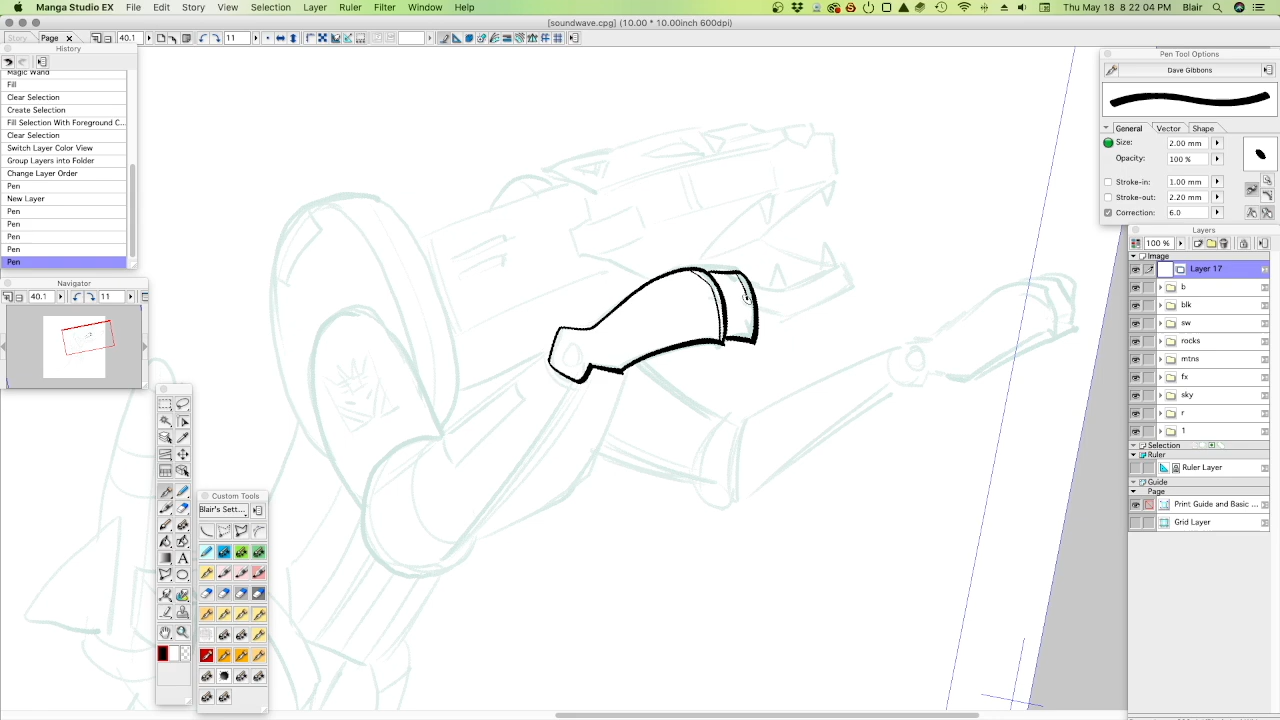 Manga Studio EX File Edit Story View Selection Layer Ruler Filter Window Help Thu May 18 8:22:04 PM Blair
[soundwave.cpg] (10.00 * 10.00inch 600dpi)
Story Page 40.1 11
History
Magic Wand
Fill
Clear Selection
Create Selection
Fill Selection With Foreground C...
Clear Selection
Switch Layer Color View
Group Layers into Folder
Change Layer Order
Pen
New Layer
Pen
Pen
Pen
Pen
Pen
Navigator
40.1 11
Custom Tools
Blair's Sett...
Pen Tool Options
Dave Gibbons
General Vector Shape
Size: 2.00 mm
Opacity: 100 %
Stroke-in: 1.00 mm
Stroke-out: 2.20 mm
Correction: 6.0
Layers
100 %
Image
Layer 17
b
blk
sw
rocks
mtns
fx
sky
r
1
Selection
Ruler
Ruler Layer
Guide
Page
Print Guide and Basic ...
Grid Layer